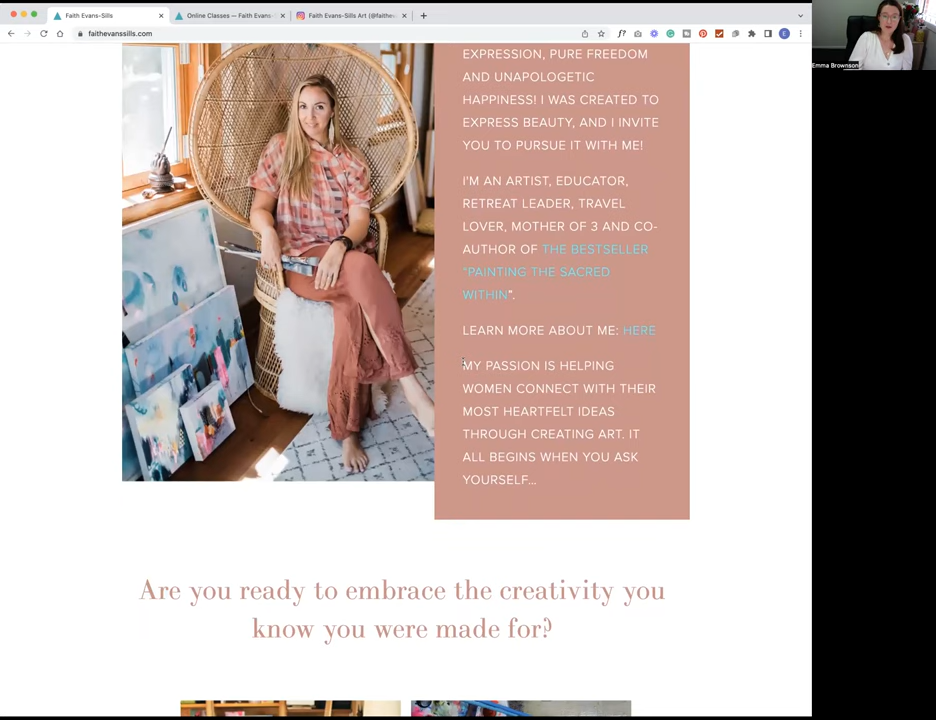 Faith Evans-Sills
Online Classes — Faith Evans-
Faith Evans-Sills Art (@faithev
faithevanssills.com
Emma Brownson
EXPRESSION, PURE FREEDOM
AND UNAPOLOGETIC
HAPPINESS! I WAS CREATED TO
EXPRESS BEAUTY, AND I INVITE
YOU TO PURSUE IT WITH ME!
I'M AN ARTIST, EDUCATOR,
RETREAT LEADER, TRAVEL
LOVER, MOTHER OF 3 AND CO-
AUTHOR OF THE BESTSELLER
"PAINTING THE SACRED
WITHIN".
LEARN MORE ABOUT ME: HERE
MY PASSION IS HELPING
WOMEN CONNECT WITH THEIR
MOST HEARTFELT IDEAS
THROUGH CREATING ART. IT
ALL BEGINS WHEN YOU ASK
YOURSELF...
Are you ready to embrace the creativity you
know you were made for?